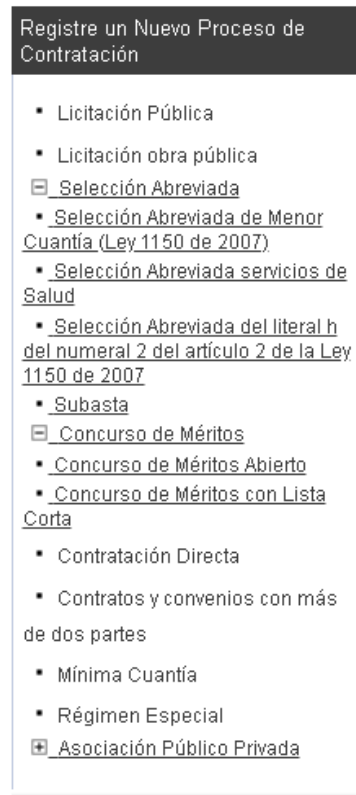 Registre un Nuevo Proceso de
Contratación
Licitación Pública
Licitación obra pública
Selección Abreviada
Selección Abreviada de Menor
Cuantía (Ley 1150 de 2007)
Selección Abreviada servicios de
Salud
Selección Abreviada del literal h
del numeral 2 del artículo 2 de la Ley
1150 de 2007
Subasta
Concurso de Méritos
Concurso de Méritos Abierto
Concurso de Méritos con Lista
Corta
Contratación Directa
Contratos y convenios con más
de dos partes
Mínima Cuantía
Régimen Especial
Asociación Público Privada